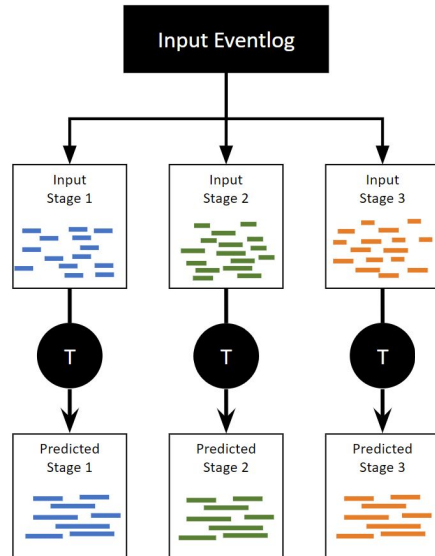 Input Eventlog
Input
Stage 1
Input
Stage 2
Input
Stage 3
T
T
T
Predicted
Stage 1
Predicted
Stage 2
Predicted
Stage 3